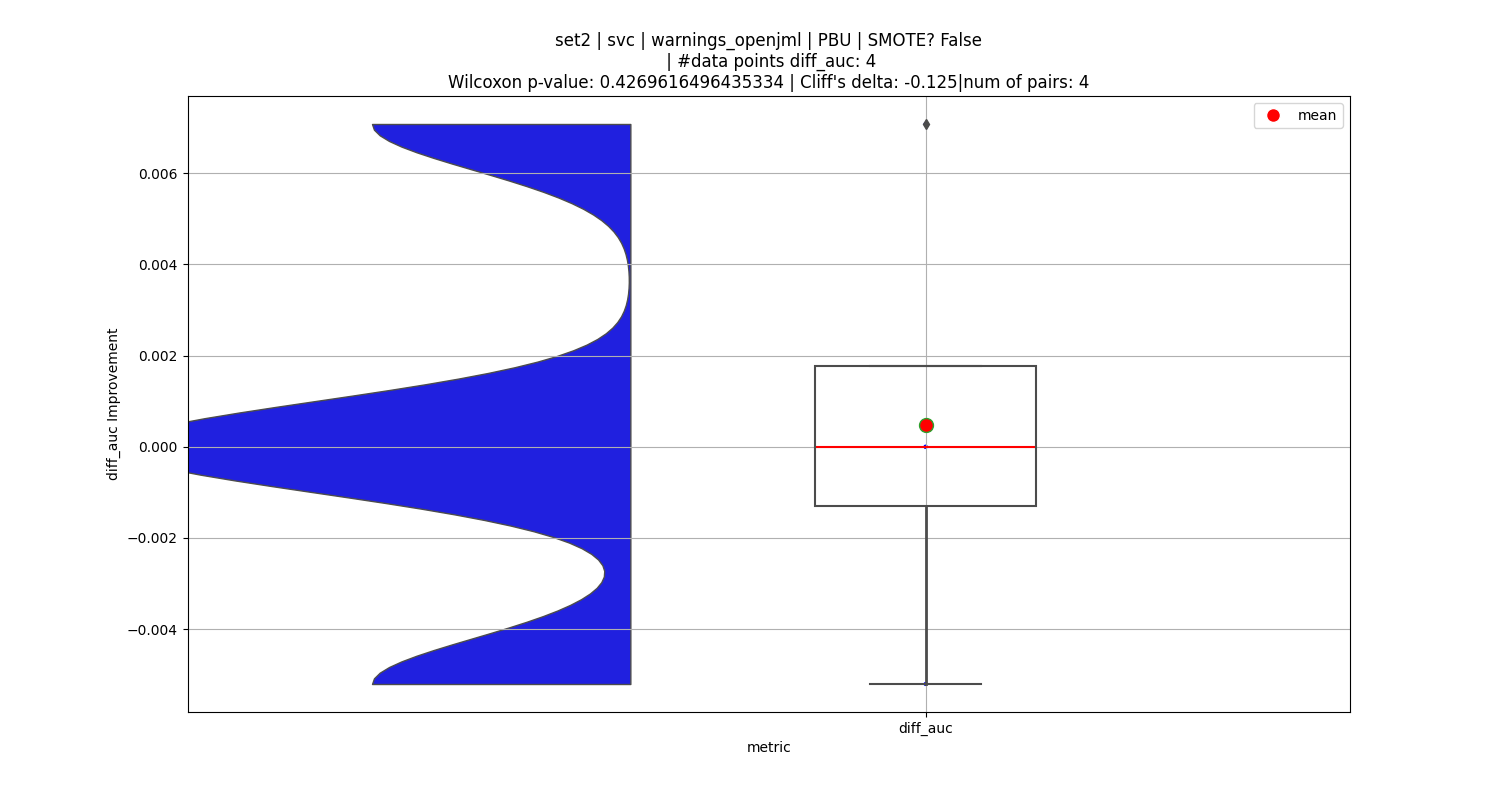 set2 | svc | warnings_openjml | PBU | SMOTE? False
| #data points diff_auc: 4
Wilcoxon p-value: 0.4269616496435334 | Cliff's delta: -0.125|num of pairs: 4
mean
0.006
0.004
0.002
0.000
−0.002
−0.004
diff_auc Improvement
diff_auc
metric